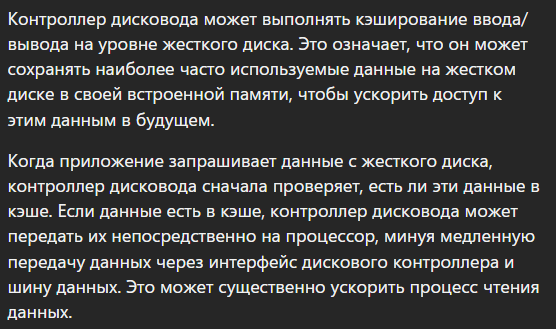 Контроллер дисковода может выполнять кэширование ввода/
вывода на уровне жесткого диска. Это означает, что он может
сохранять наиболее часто используемые данные на жестком
диске в своей встроенной памяти, чтобы ускорить доступ к
этим данным в будущем.
Когда приложение запрашивает данные с жесткого диска,
контроллер дисковода сначала проверяет, есть ли эти данные в
кэше. Если данные есть в кэше, контроллер дисковода может
передать их непосредственно на процессор, минуя медленную
передачу данных через интерфейс дискового контроллера и
шину данных. Это может существенно ускорить процесс чтения
данных.